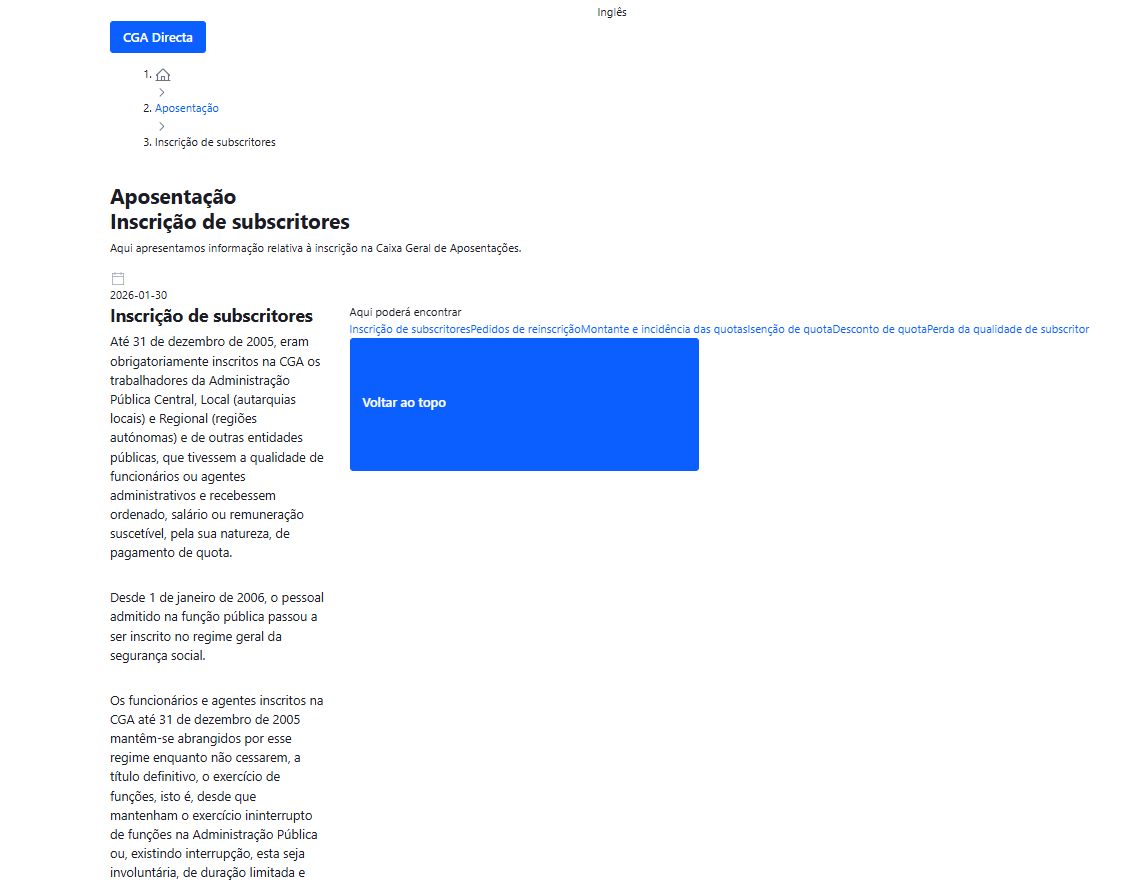 Inglês
CGA Directa
1.
2. Aposentação
3. Inscrição de subscritores
Aposentação
Inscrição de subscritores
Aqui apresentamos informação relativa à inscrição na Caixa Geral de Aposentações.
2026-01-30
Inscrição de subscritores
Até 31 de dezembro de 2005, eram
obrigatoriamente inscritos na CGA os
trabalhadores da Administração
Pública Central, Local (autarquias
locais) e Regional (regiões
autónomas) e de outras entidades
públicas, que tivessem a qualidade de
funcionários ou agentes
administrativos e recebessem
ordenado, salário ou remuneração
suscetível, pela sua natureza, de
pagamento de quota.
Desde 1 de janeiro de 2006, o pessoal
admitido na função pública passou a
ser inscrito no regime geral da
segurança social.
Os funcionários e agentes inscritos na
CGA até 31 de dezembro de 2005
mantêm-se abrangidos por esse
regime enquanto não cessarem, a
título definitivo, o exercício de
funções, isto é, desde que
mantenham o exercício ininterrupto
de funções na Administração Pública
ou, existindo interrupção, esta seja
involuntária, de duração limitada e
Aqui poderá encontrar
Inscrição de subscritoresPedidos de reinscriçãoMontante e incidência das quotasIsenção de quotaDesconto de quotaPerda da qualidade de subscritor
Voltar ao topo